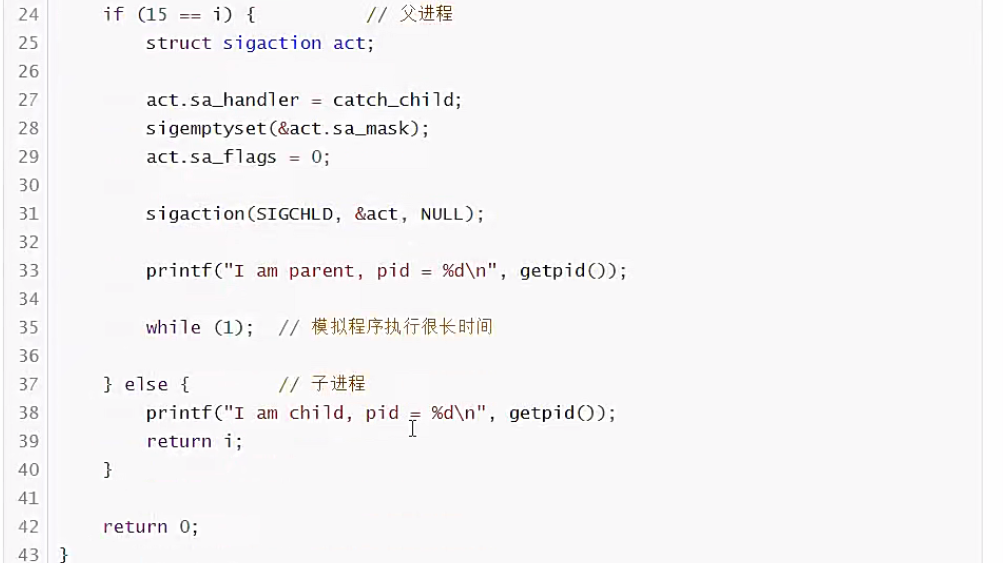 24 if (15 == i) { // 父进程
25 struct sigaction act;
26
27 act.sa_handler = catch_child;
28 sigemptyset(&act.sa_mask);
29 act.sa_flags = 0;
30
31 sigaction(SIGCHLD, &act, NULL);
32
33 printf("I am parent, pid = %d\n", getpid());
34
35 while (1); // 模拟程序执行很长时间
36
37 } else { // 子进程
38 printf("I am child, pid = %d\n", getpid());
39 return i;
40 }
41
42 return 0;
43 }